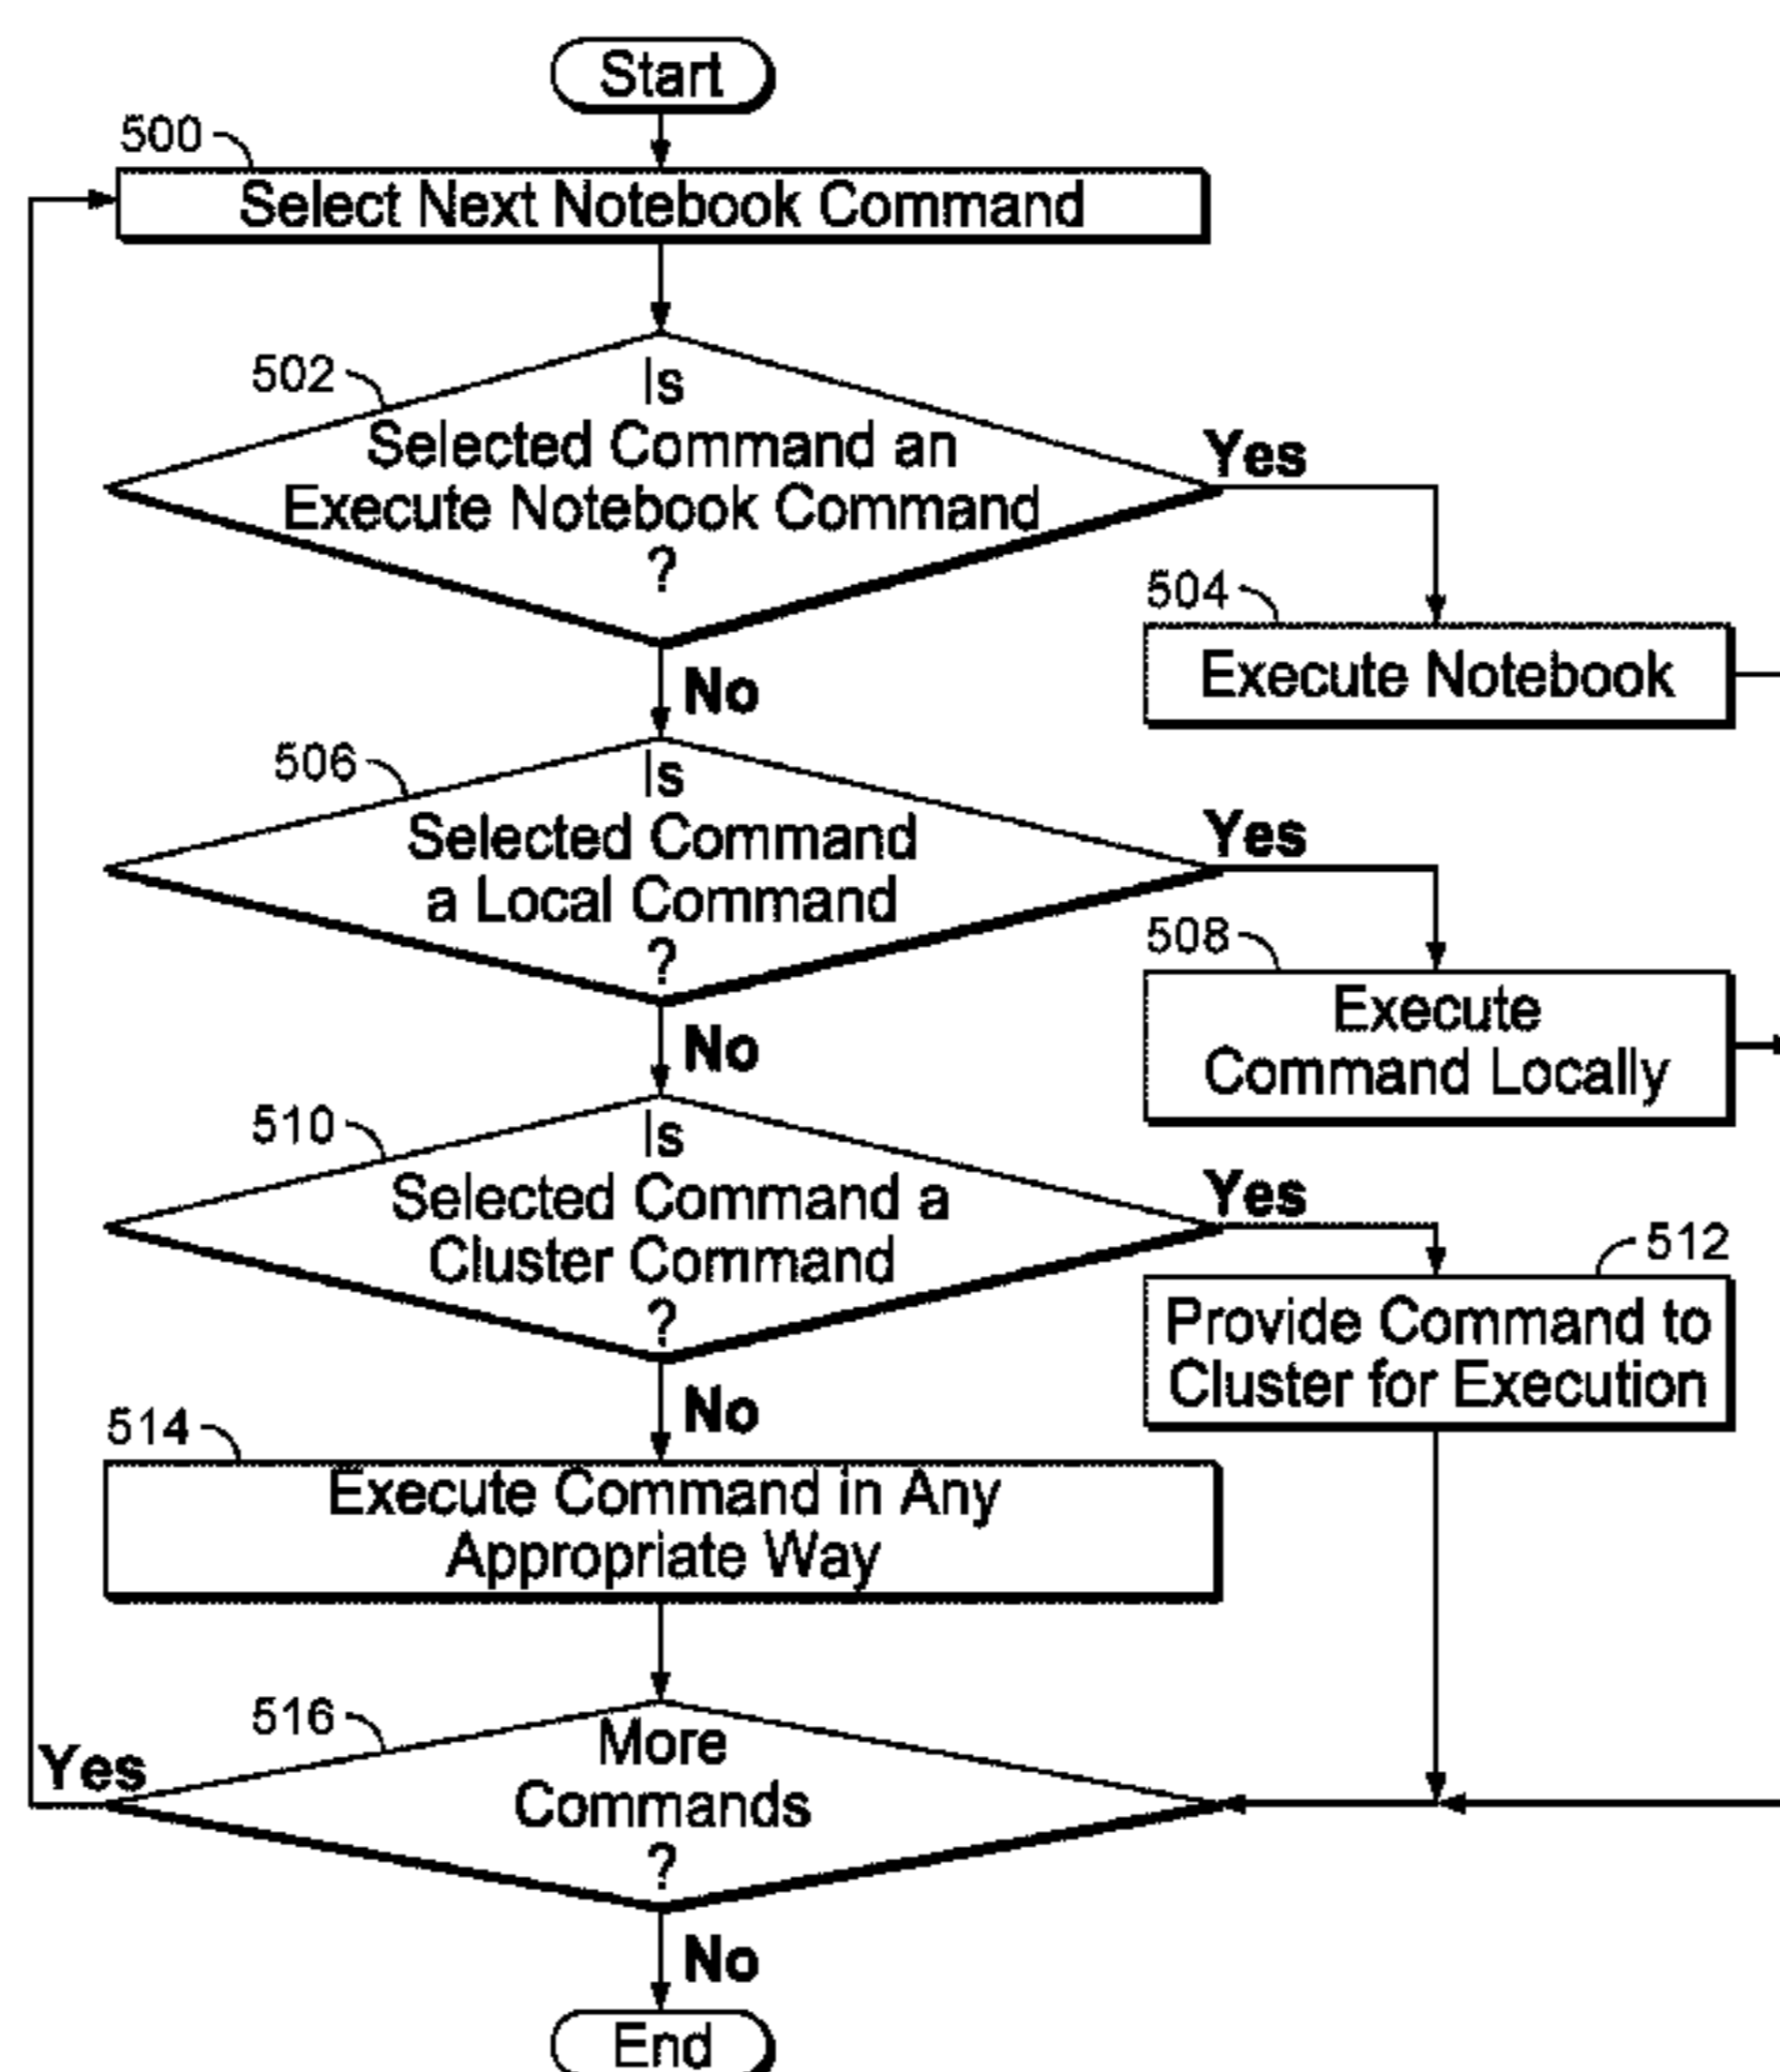 Start
500
Select Next Notebook Command
502
Is
Selected Command an
Execute Notebook Command
?
Yes
504
Execute Notebook
No
506
Is
Selected Command
a Local Command
?
Yes
508
Execute
Command Locally
No
510
Is
Selected Command a
Cluster Command
?
Yes
512
Provide Command to
Cluster for Execution
No
514
Execute Command in Any
Appropriate Way
516
More
Commands
?
Yes
No
End